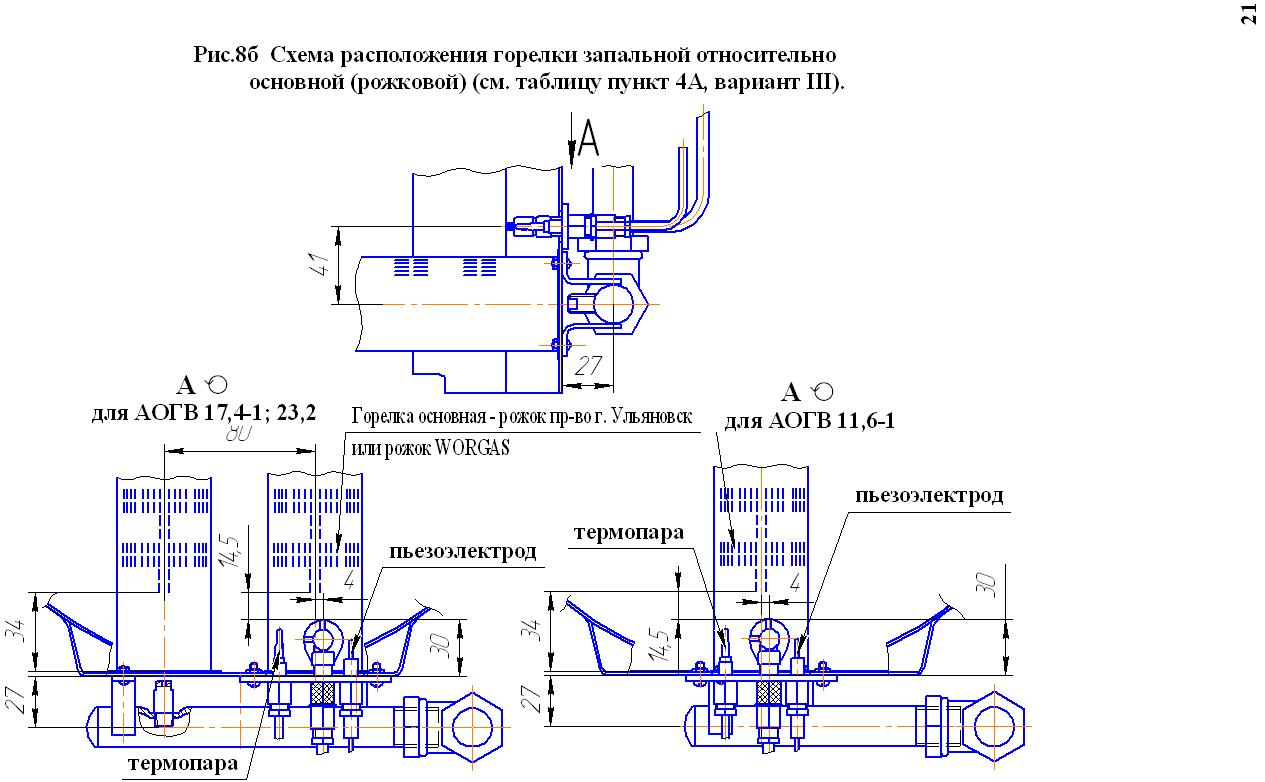 21
Рис.8б Схема расположения горелки запальной относительно
основной (рожковой) (см. таблицу пункт 4А, вариант III).
А
41
27
А
для АОГВ 17,4-1; 23,2
Горелка основная - рожок пр-во г. Ульяновск
или рожок WORGAS
А
для АОГВ 11,6-1
80
14,5
4
пьезоэлектрод
34
30
27
термопара
термопара
пьезоэлектрод
4
30
34
14,5
27